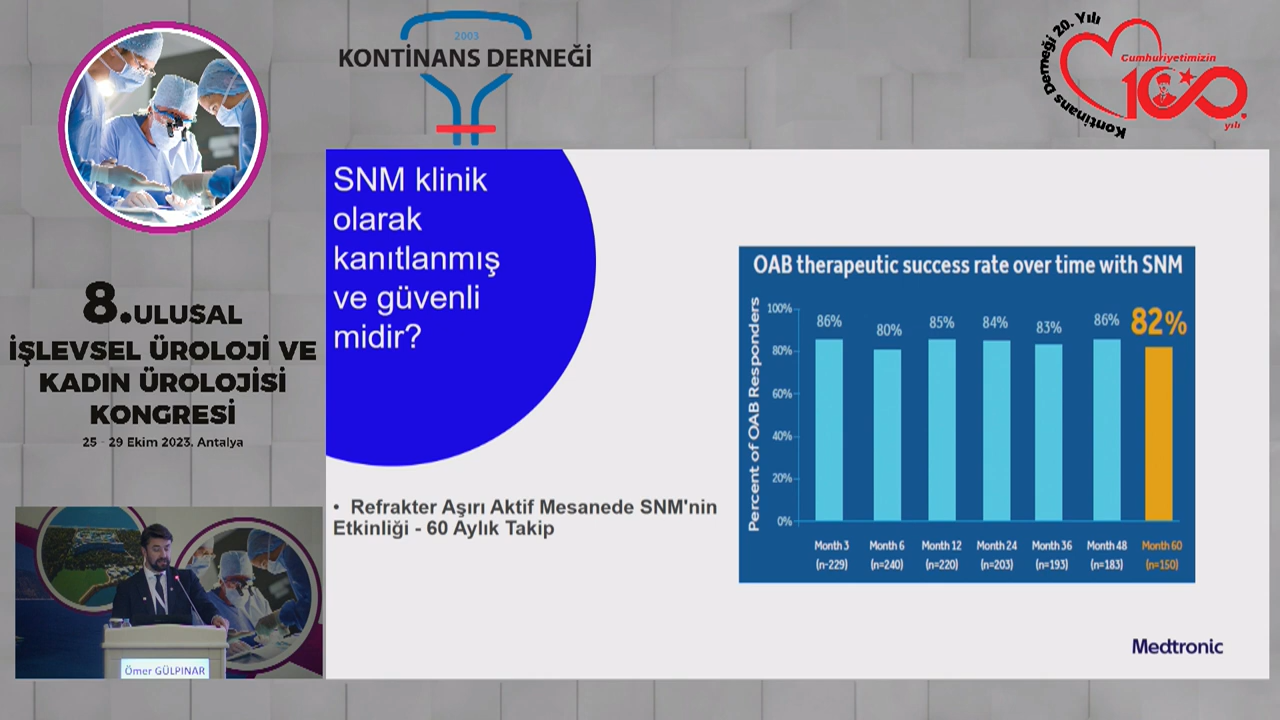 2003
KONTİNANS DERNEĞİ
Kontinans Derneği 20. Yılı
Cumhuriyetimizin
100.
yılı
8.ULUSAL
İŞLEVSEL ÜROLOJİ VE
KADIN ÜROLOJİSİ
KONGRESİ
25 - 29 Ekim 2023, Antalya
Ömer GÜLPINAR
SNM klinik
olarak
kanıtlanmış
ve güvenli
midir?
• Refrakter Aşırı Aktif Mesanede SNM'nin
Etkinliği - 60 Aylık Takip
OAB therapeutic success rate over time with SNM
Percent of OAB Responders
100%
80%
60%
40%
20%
0%
86% 80% 85% 84% 83% 86% 82%
Month 3 Month 6 Month 12 Month 24 Month 36 Month 48 Month 60
(n-229) (n=240) (n=220) (n=203) (n=193) (n=183) (n=150)
Medtronic